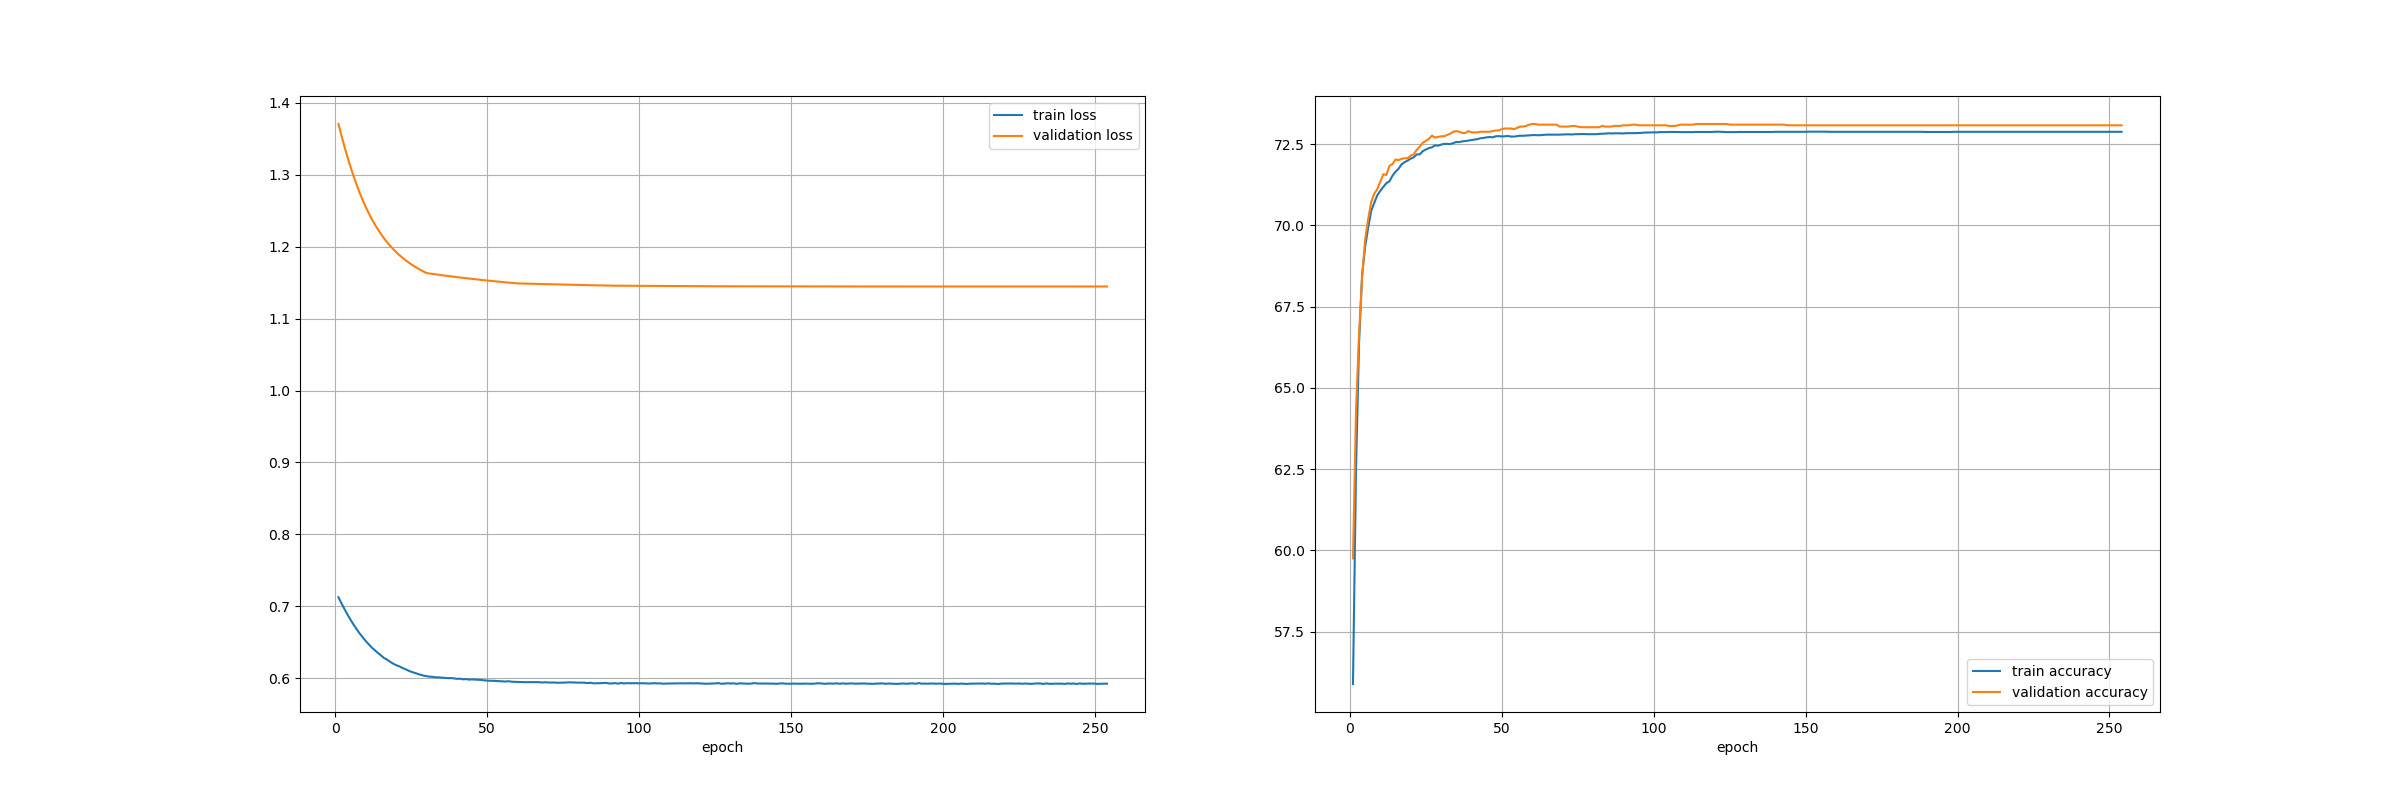 1.4
1.3
1.2
1.1
1.0
0.9
0.8
0.7
0.6
0 50 100 150 200 250
epoch
train loss
validation loss
72.5
70.0
67.5
65.0
62.5
60.0
57.5
0 50 100 150 200 250
epoch
train accuracy
validation accuracy